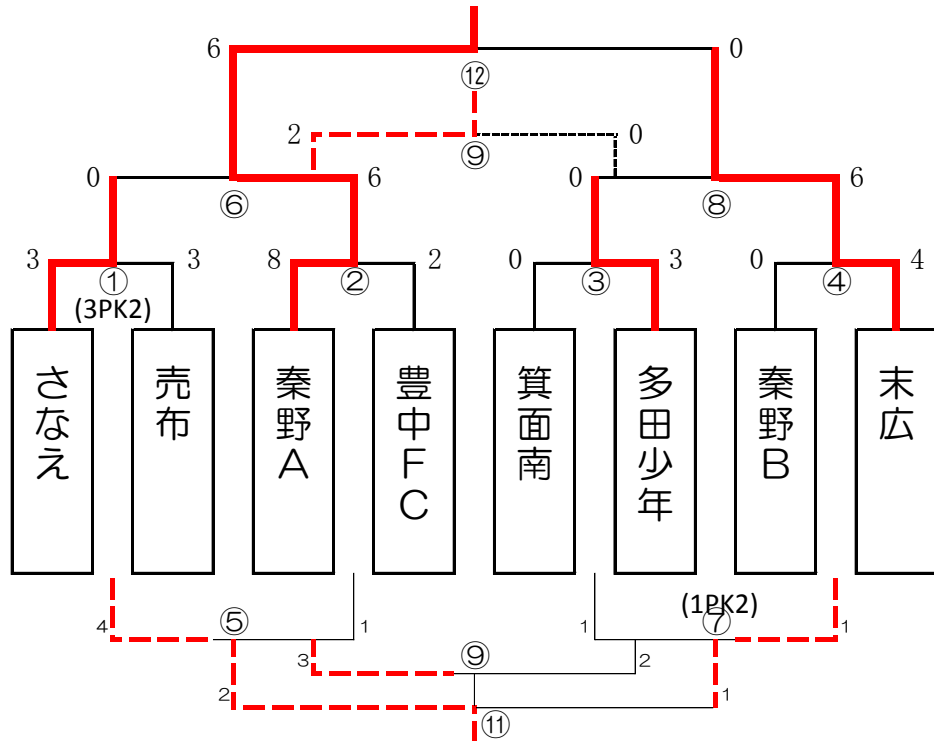 6 0
⑫
2 0
⑨
0 6 0 6
⑥ ⑧
3 3 8 2 0 3 0 4
① ② ③ ④
(3PK2)
さなえ
売布
秦野A
豊中FC
箕面南
多田少年
秦野B
末広
(1PK2)
4 ⑤ 1 1 ⑦ 1
3 ⑨ 2
2 1
⑪